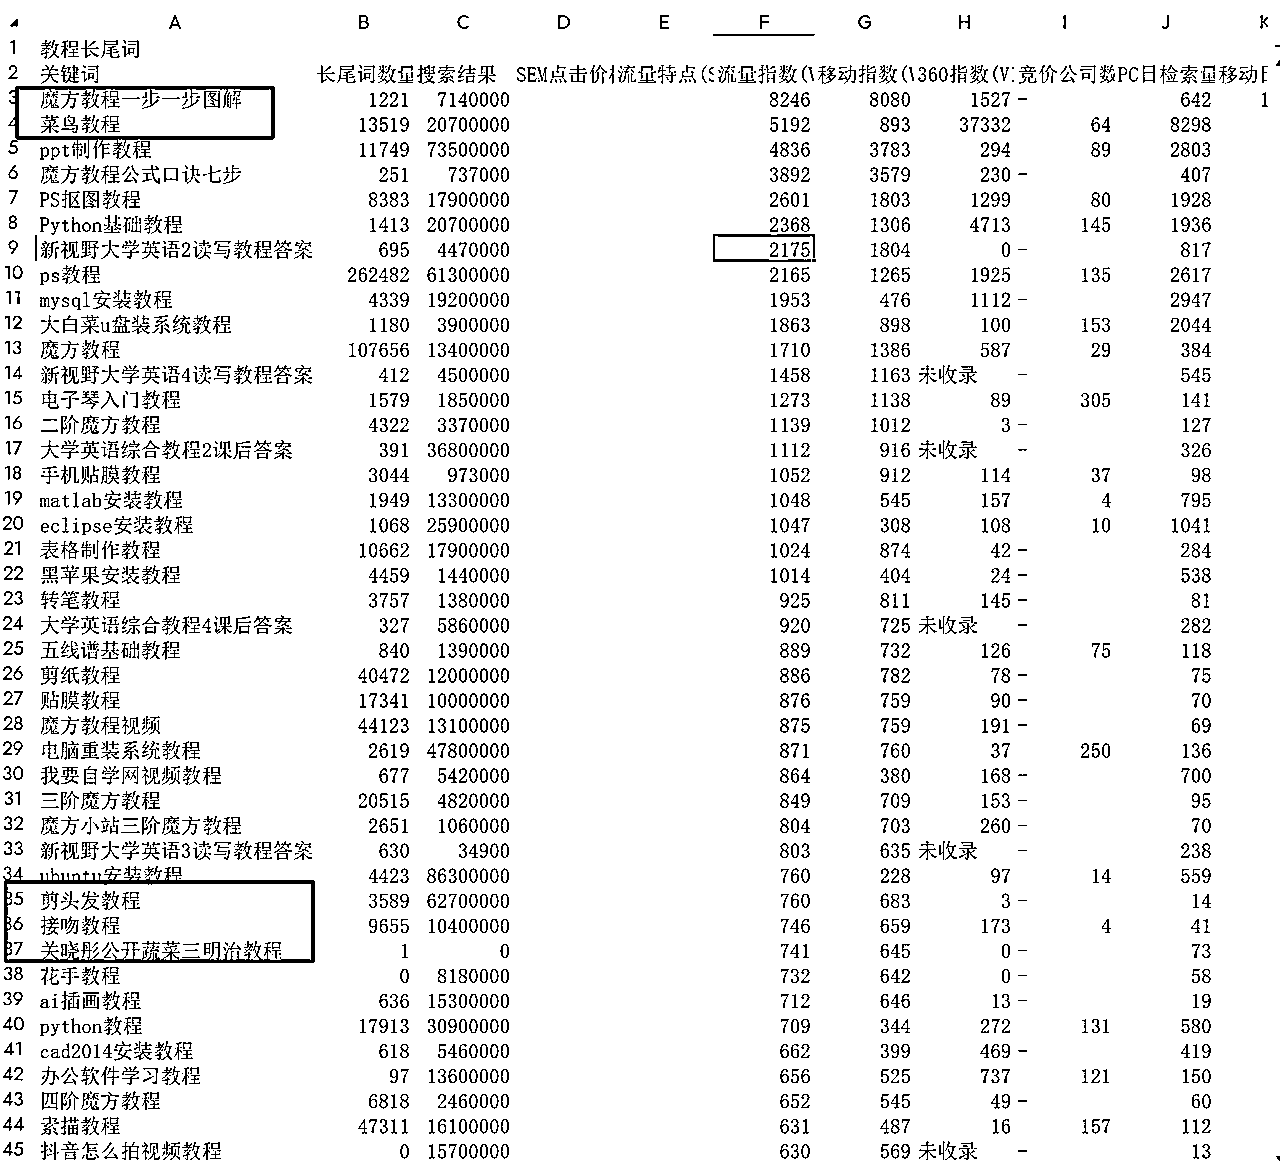 A B C D E F G H I J K
1 教程长尾词
2 关键词 长尾词数量 搜索结果 SEM点击价格 流量特点(S 流量指数(V 移动指数(V 360指数(V 竞价公司数 PC日检索量 移动日
3 魔方教程一步一步图解 1221 7140000 8246 8080 1527 - 642 1
4 菜鸟教程 13519 20700000 5192 893 37332 64 8298
5 ppt制作教程 11749 73500000 4836 3783 294 89 2803
6 魔方教程公式口诀七步 251 737000 3892 3579 230 - 407
7 PS抠图教程 8383 17900000 2601 1803 1299 80 1928
8 Python基础教程 1413 20700000 2368 1306 4713 145 1936
9 新视野大学英语2读写教程答案 695 4470000 2175 1804 0 - 817
10 ps教程 262482 61300000 2165 1265 1925 135 2617
11 mysql安装教程 4339 19200000 1953 476 1112 - 2947
12 大白菜u盘装系统教程 1180 3900000 1863 898 100 153 2044
13 魔方教程 107656 13400000 1710 1386 587 29 384
14 新视野大学英语4读写教程答案 412 4500000 1458 1163 未收录 - 545
15 电子琴入门教程 1579 1850000 1273 1138 89 305 141
16 二阶魔方教程 4322 3370000 1139 1012 3 - 127
17 大学英语综合教程2课后答案 391 36800000 1112 916 未收录 - 326
18 手机贴膜教程 3044 973000 1052 912 114 37 98
19 matlab安装教程 1949 13300000 1048 545 157 4 795
20 eclipse安装教程 1068 25900000 1047 308 108 10 1041
21 表格制作教程 10662 17900000 1024 874 42 - 284
22 黑苹果安装教程 4459 1440000 1014 404 24 - 538
23 转笔教程 3757 1380000 925 811 145 - 81
24 大学英语综合教程4课后答案 327 5860000 920 725 未收录 - 282
25 五线谱基础教程 840 1390000 889 732 126 75 118
26 剪纸教程 40472 12000000 886 782 78 - 75
27 贴膜教程 17341 10000000 876 759 90 - 70
28 魔方教程视频 44123 13100000 875 759 191 - 69
29 电脑重装系统教程 2619 47800000 871 760 37 250 136
30 我要自学网视频教程 677 5420000 864 380 168 - 700
31 三阶魔方教程 20515 4820000 849 709 153 - 95
32 魔方小站三阶魔方教程 2651 1060000 804 703 260 - 70
33 新视野大学英语3读写教程答案 630 34900 803 635 未收录 - 238
34 ubuntu安装教程 4423 86300000 760 228 97 14 559
35 剪头发教程 3589 62700000 760 683 3 - 14
36 接吻教程 9655 10400000 746 659 173 4 41
37 关晓彤公开蔬菜三明治教程 1 0 741 645 0 - 73
38 花手教程 0 8180000 732 642 0 - 58
39 ai插画教程 636 15300000 712 646 13 - 19
40 python教程 17913 30900000 709 344 272 131 580
41 cad2014安装教程 618 5460000 662 399 469 - 419
42 办公软件学习教程 97 13600000 656 525 737 121 150
43 四阶魔方教程 6818 2460000 652 545 49 - 60
44 素描教程 47311 16100000 631 487 16 157 112
45 抖音怎么拍视频教程 0 15700000 630 569 未收录 - 13